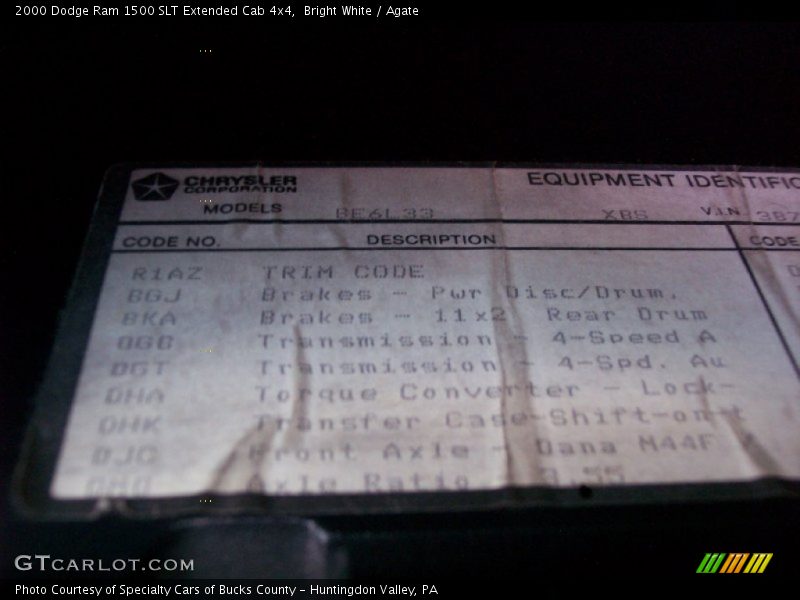 2000 Dodge Ram 1500 SLT Extended Cab 4x4,  Bright White / Agate
CHRYSLER
CORPORATION
EQUIPMENT IDENTIFIC
MODELS BE6L33 XBS V.I.N. 387
CODE NO. DESCRIPTION CODE
R1AZ TRIM CODE
BGJ Brakes - Pwr Disc/Drum,
BKA Brakes - 11x2 Rear Drum
DGB Transmission - 4-Speed A
DGT Transmission - 4-Spd. Au
DHA Torque Converter - Lock-
DHK Transfer Case-Shift-on-t
DJC Front Axle - Dana M44F /
Axle Ratio 3.55
GTCARLOT.COM
Photo Courtesy of Specialty Cars of Bucks County – Huntingdon Valley, PA